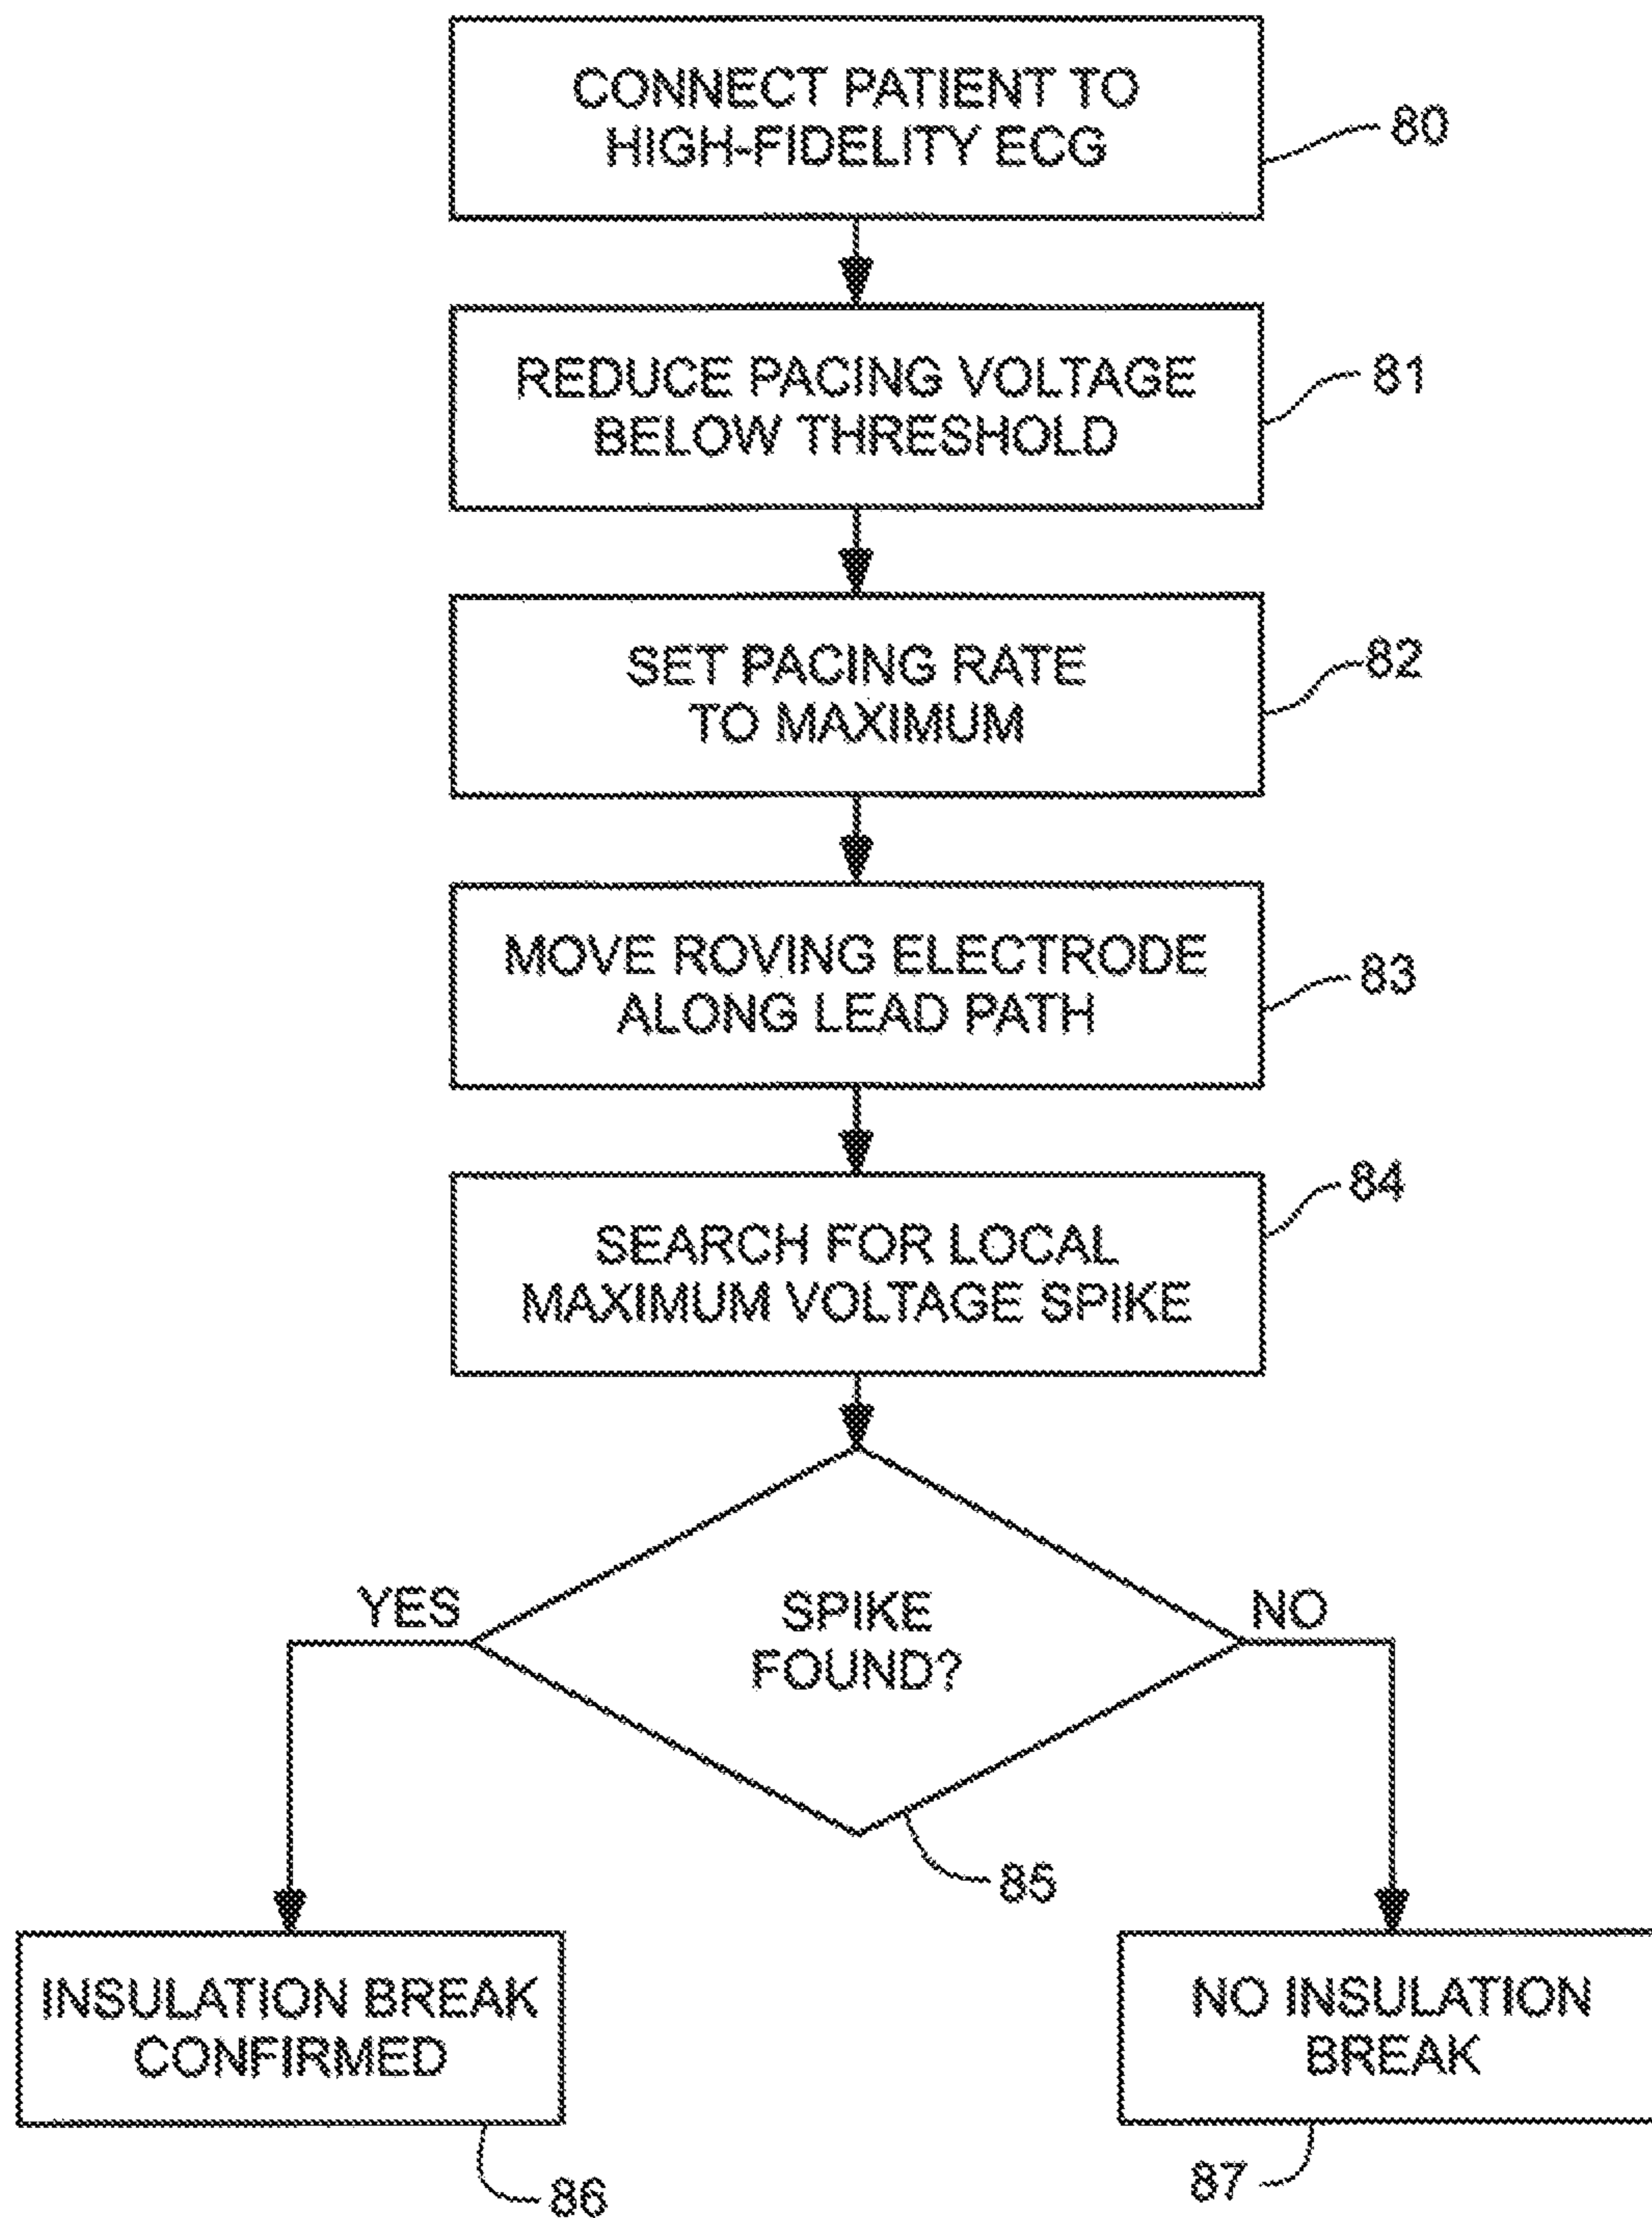 CONNECT PATIENT TO
HIGH-FIDELITY ECG
80
REDUCE PACING VOLTAGE
BELOW THRESHOLD
81
SET PACING RATE
TO MAXIMUM
82
MOVE ROVING ELECTRODE
ALONG LEAD PATH
83
SEARCH FOR LOCAL
MAXIMUM VOLTAGE SPIKE
84
YES
SPIKE
FOUND?
NO
85
INSULATION BREAK
CONFIRMED
86
NO INSULATION
BREAK
87